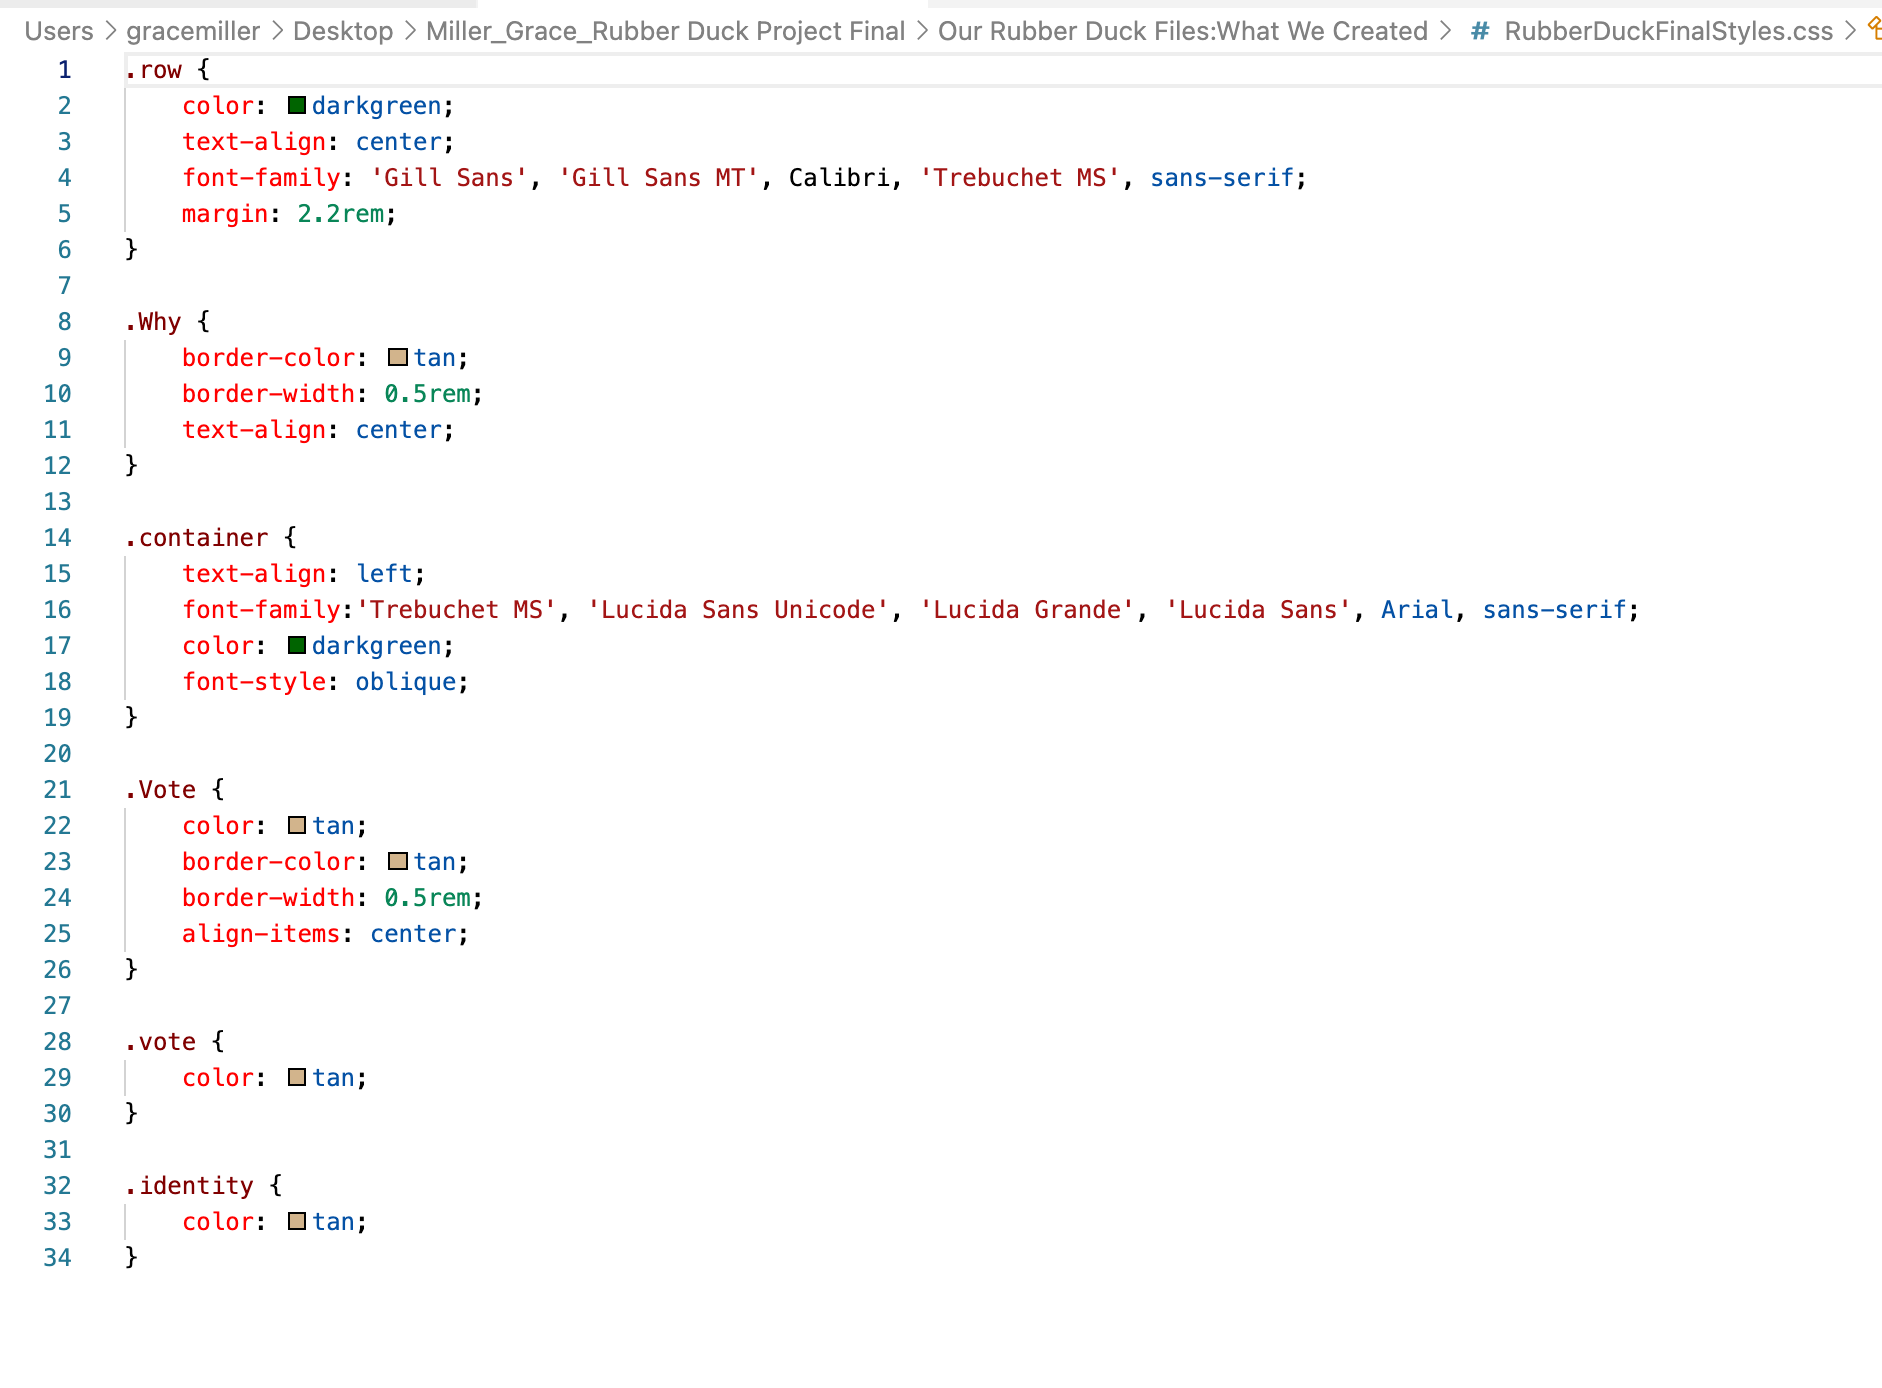 Users > gracemiller > Desktop > Miller_Grace_Rubber Duck Project Final > Our Rubber Duck Files:What We Created > # RubberDuckFinalStyles.css >
1 .row {
2     color: darkgreen;
3     text-align: center;
4     font-family: 'Gill Sans', 'Gill Sans MT', Calibri, 'Trebuchet MS', sans-serif;
5     margin: 2.2rem;
6 }
7
8 .Why {
9     border-color: tan;
10     border-width: 0.5rem;
11     text-align: center;
12 }
13
14 .container {
15     text-align: left;
16     font-family:'Trebuchet MS', 'Lucida Sans Unicode', 'Lucida Grande', 'Lucida Sans', Arial, sans-serif;
17     color: darkgreen;
18     font-style: oblique;
19 }
20
21 .Vote {
22     color: tan;
23     border-color: tan;
24     border-width: 0.5rem;
25     align-items: center;
26 }
27
28 .vote {
29     color: tan;
30 }
31
32 .identity {
33     color: tan;
34 }